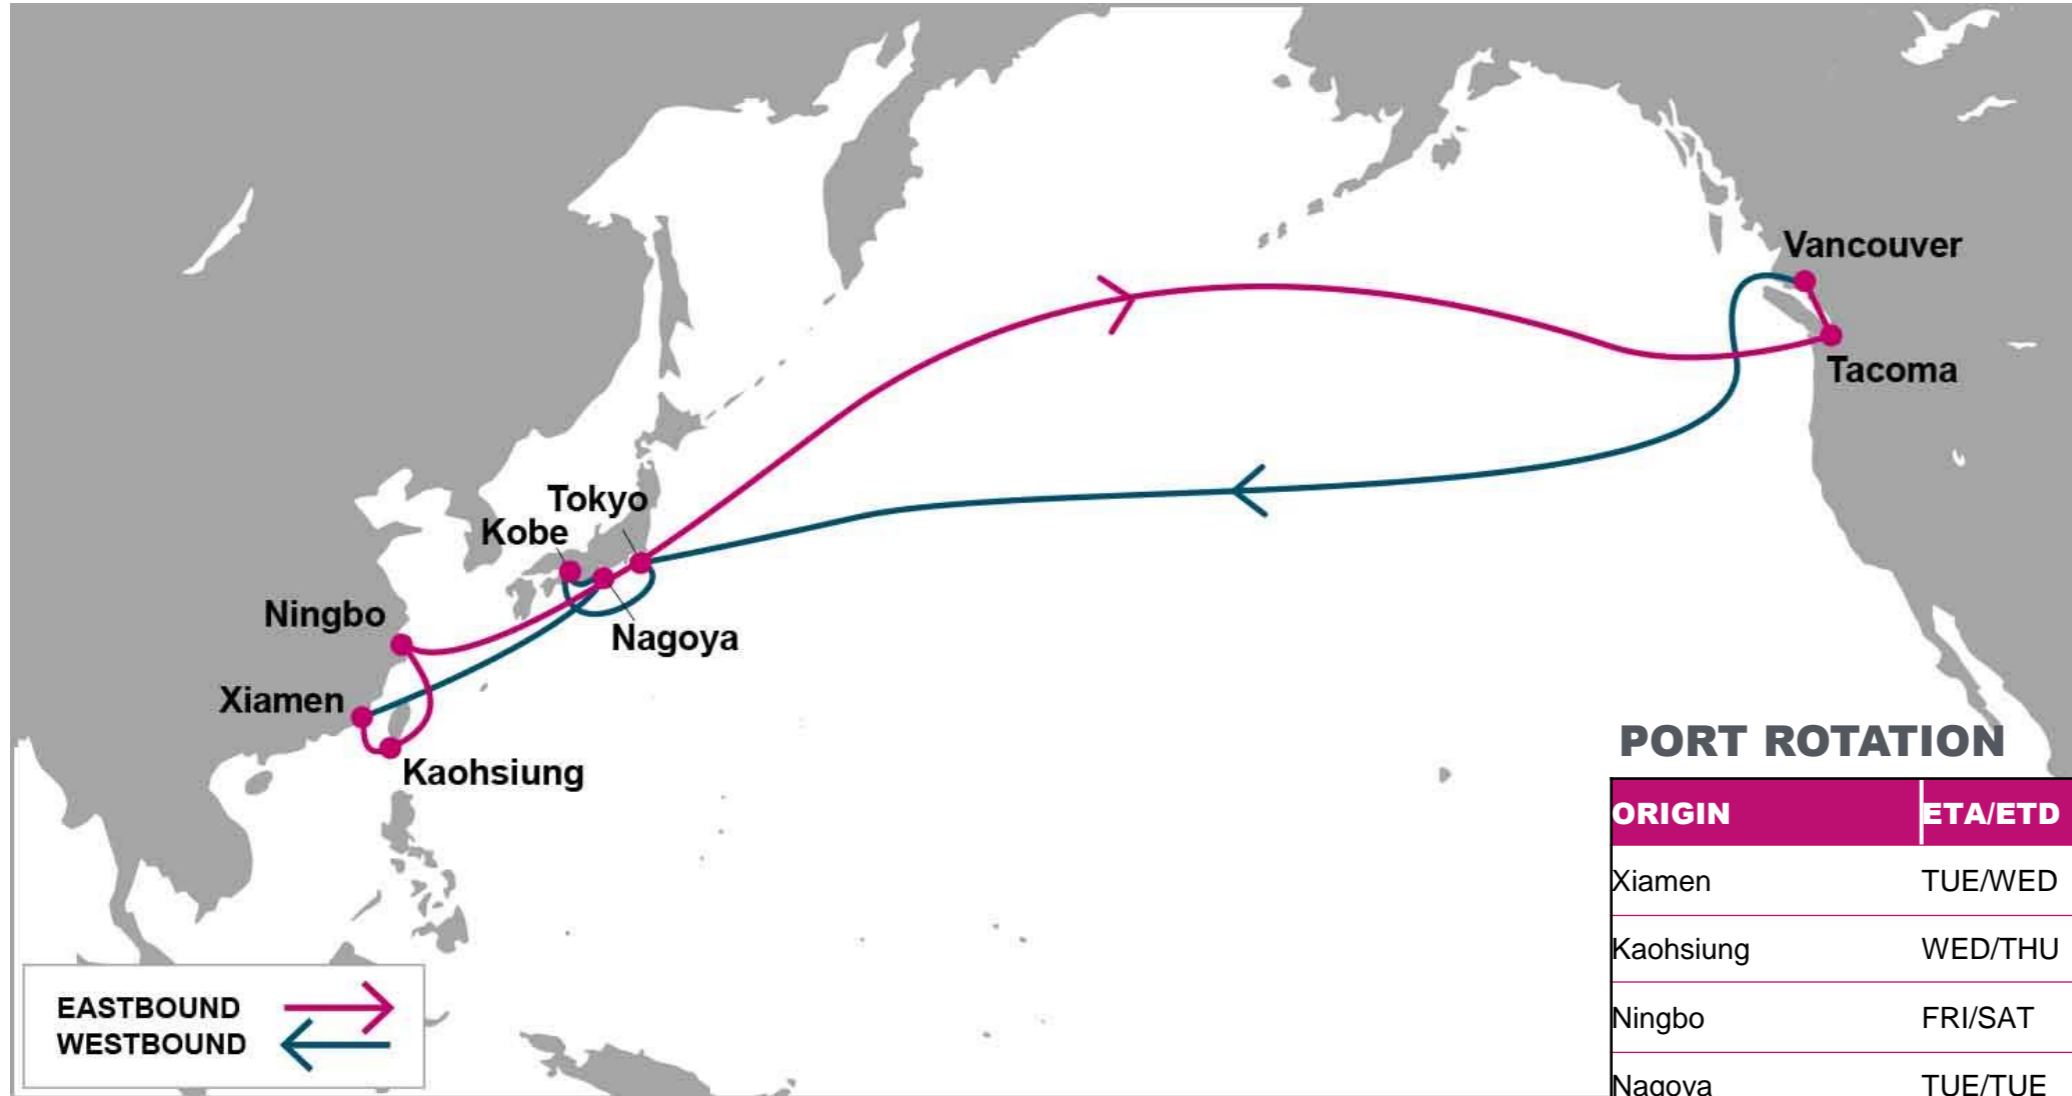 Vancouver
Tacoma
Tokyo
Kobe
Ningbo
Nagoya
Xiamen
Kaohsiung
EASTBOUND
WESTBOUND
PORT ROTATION
ORIGIN ETA/ETD
Xiamen TUE/WED
Kaohsiung WED/THU
Ningbo FRI/SAT
Nagoya TUE/TUE